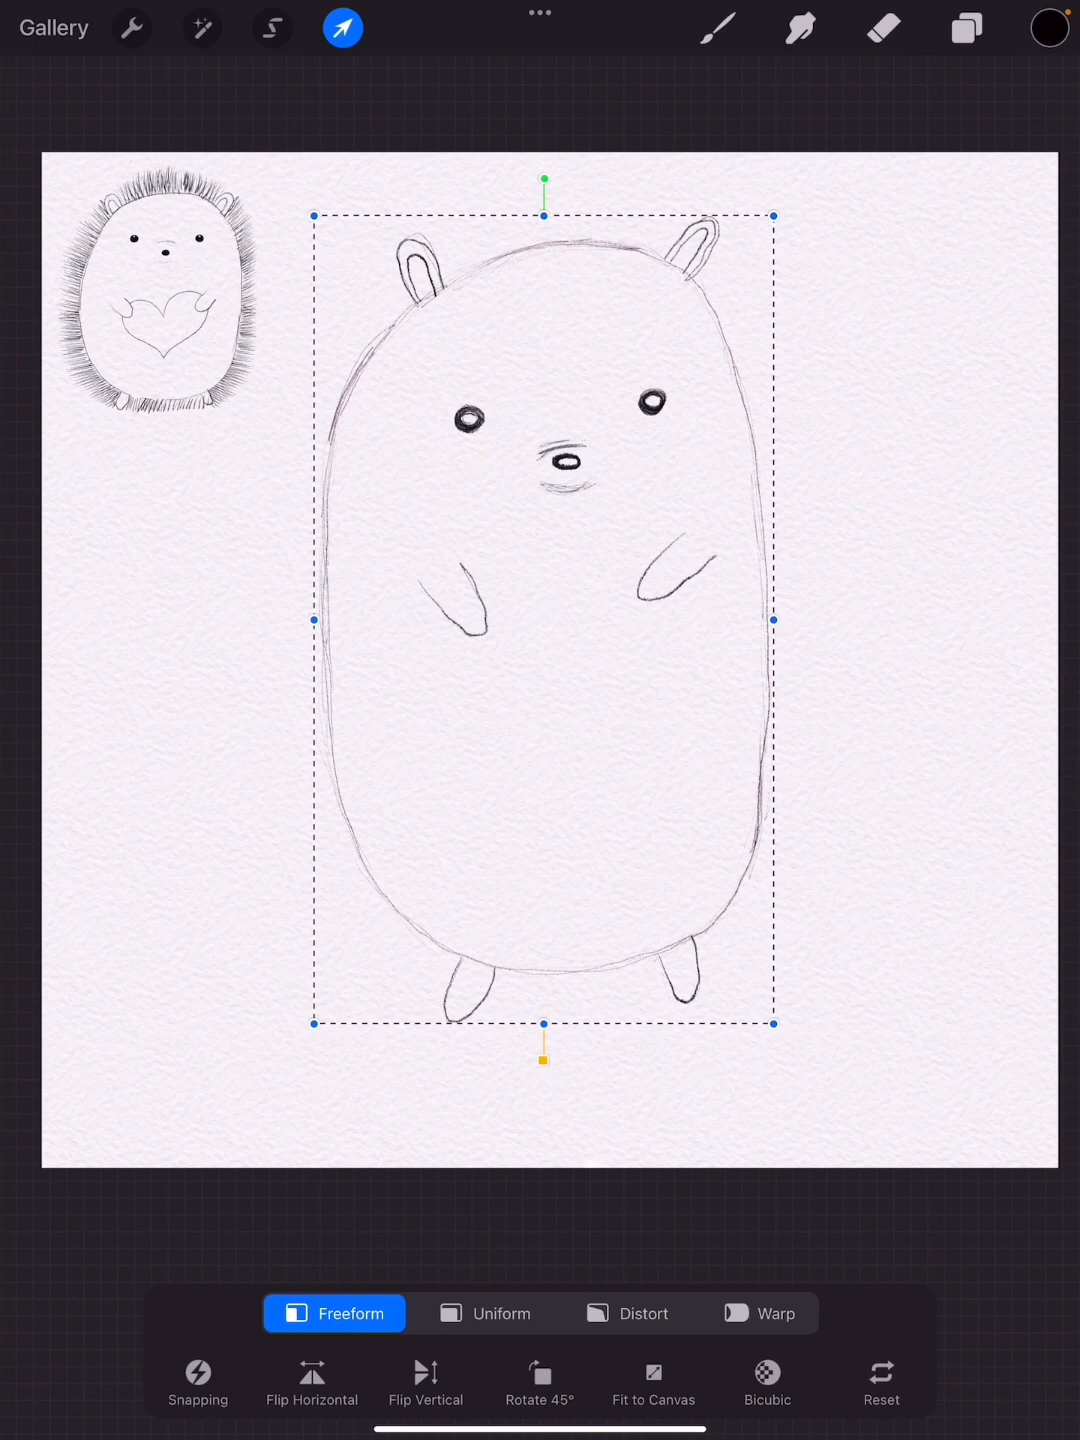 Gallery
Freeform Uniform Distort Warp
Snapping Flip Horizontal Flip Vertical Rotate 45° Fit to Canvas Bicubic Reset